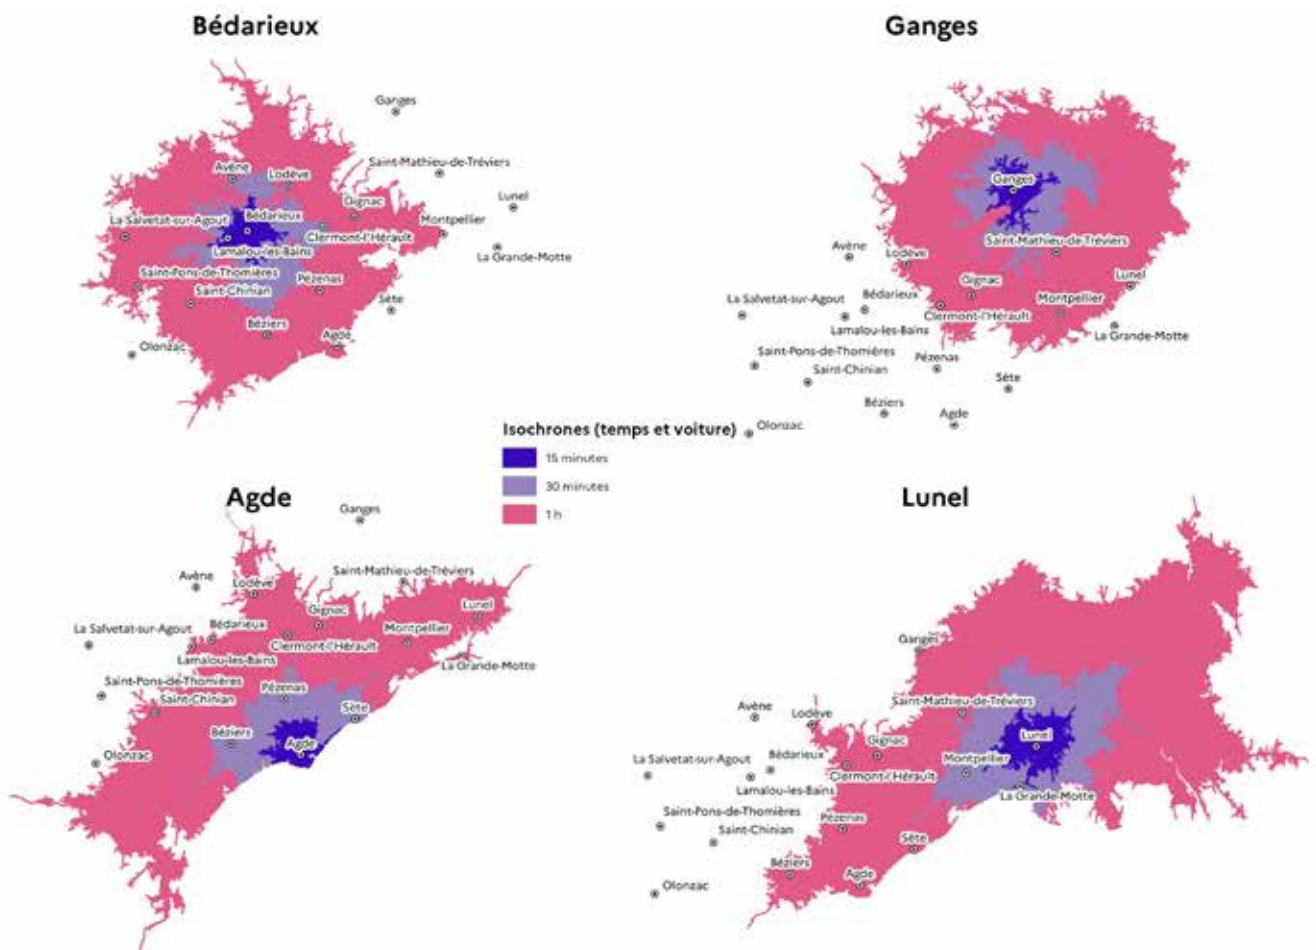 Bédarieux
Ganges
Saint-Mathieu-de-Tréviers
Avène
Lodève
Lunel
Gignac
La Salvetat-sur-Agout
Bédarieux
Montpellier
Clermont-l'Hérault
Lamalou-les-Bains
La Grande-Motte
Saint-Pons-de-Thomières
Pézenas
Saint-Chinian
Sète
Béziers
Agde
Olonzac
Ganges
Ganges
Saint-Mathieu-de-Tréviers
Avène
Lodève
Lunel
Gignac
La Salvetat-sur-Agout
Bédarieux
Montpellier
Clermont-l'Hérault
Lamalou-les-Bains
La Grande-Motte
Saint-Pons-de-Thomières
Pézenas
Saint-Chinian
Sète
Béziers
Agde
Olonzac
Isochrones (temps et voiture)
15 minutes
30 minutes
1 h
Agde
Ganges
Saint-Mathieu-de-Tréviers
Avène
Lodève
Lunel
Gignac
La Salvetat-sur-Agout
Bédarieux
Montpellier
Clermont-l'Hérault
Lamalou-les-Bains
La Grande-Motte
Saint-Pons-de-Thomières
Pézenas
Saint-Chinian
Sète
Béziers
Agde
Olonzac
Lunel
Ganges
Saint-Mathieu-de-Tréviers
Avène
Lodève
Lunel
Gignac
La Salvetat-sur-Agout
Bédarieux
Montpellier
Clermont-l'Hérault
Lamalou-les-Bains
La Grande-Motte
Saint-Pons-de-Thomières
Pézenas
Saint-Chinian
Sète
Béziers
Agde
Olonzac